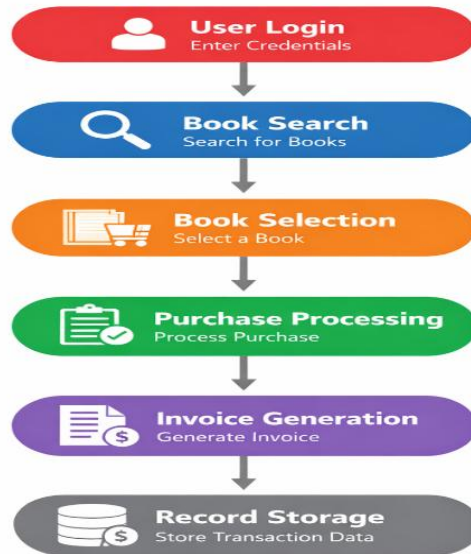 User Login
Enter Credentials
Book Search
Search for Books
Book Selection
Select a Book
Purchase Processing
Process Purchase
Invoice Generation
Generate Invoice
$
Record Storage
Store Transaction Data
$